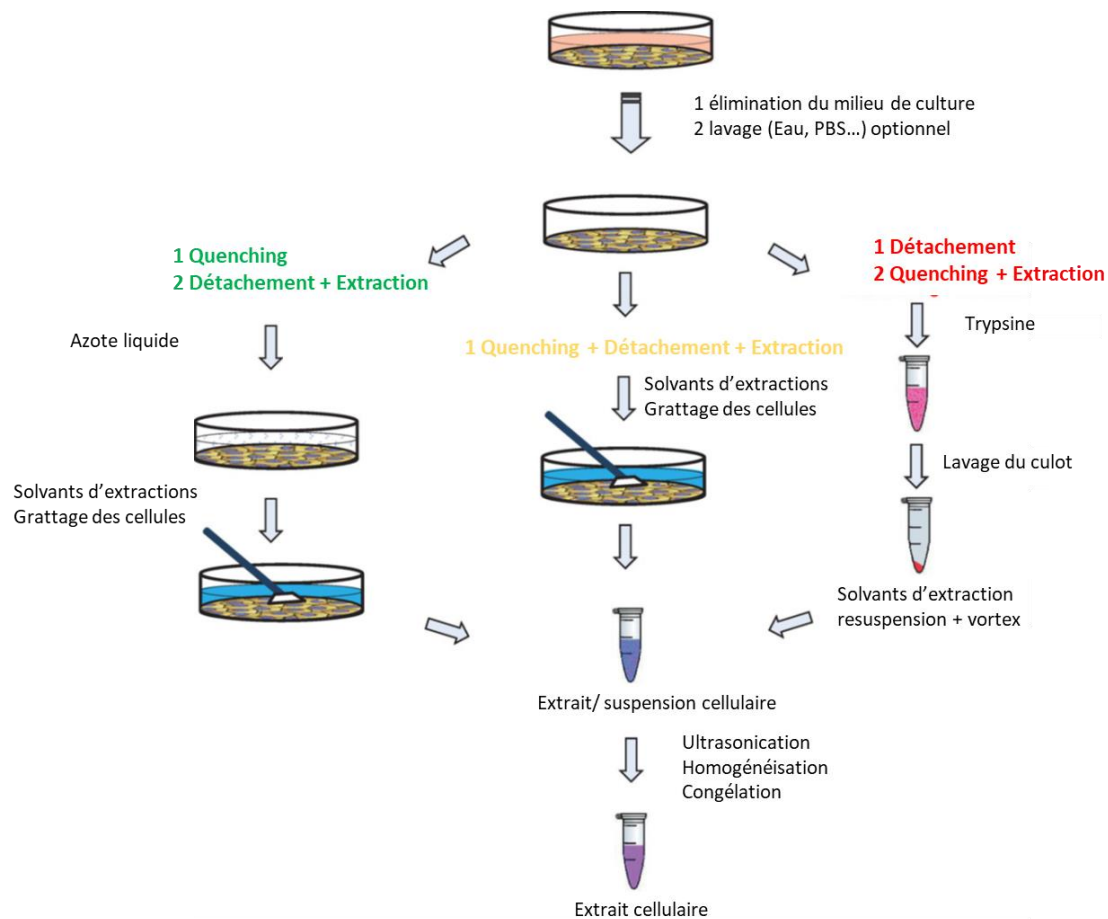 1 élimination du milieu de culture
2 lavage (Eau, PBS…) optionnel
1 Quenching
2 Détachement + Extraction
1 Détachement
2 Quenching + Extraction
Azote liquide
1 Quenching + Détachement + Extraction
Trypsine
Solvants d'extractions
Grattage des cellules
Lavage du culot
Solvants d'extractions
Grattage des cellules
Solvants d'extraction
resuspension + vortex
Extrait/ suspension cellulaire
Ultrasonication
Homogénéisation
Congélation
Extrait cellulaire